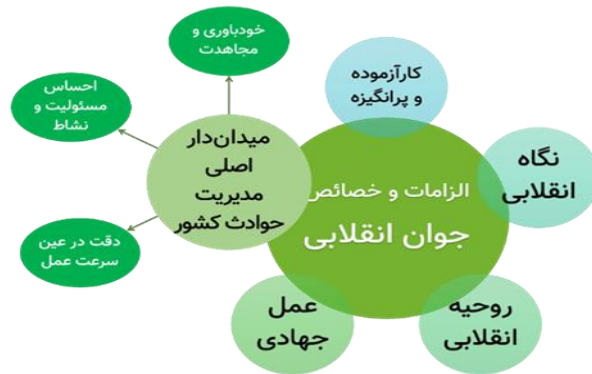 خودباوری و
مجاهدت
احساس
مسئولیت و
نشاط
دقت در عین
سرعت عمل
میدان‌دار
اصلی
مدیریت
حوادث کشور
کارآزموده
و پرانگیزه
نگاه
انقلابی
الزامات و خصائص
جوان انقلابی
روحیه
انقلابی
عمل
جهادی